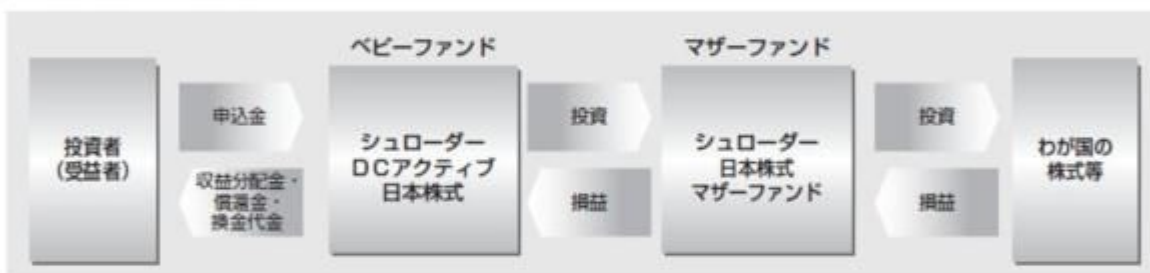 ベビーファンド
マザーファンド
投資者
(受益者)
申込金
収益分配金・
償還金・
換金代金
シュローダー
DCアクティブ
日本株式
投資
損益
シュローダー
日本株式
マザーファンド
投資
損益
わが国の
株式等